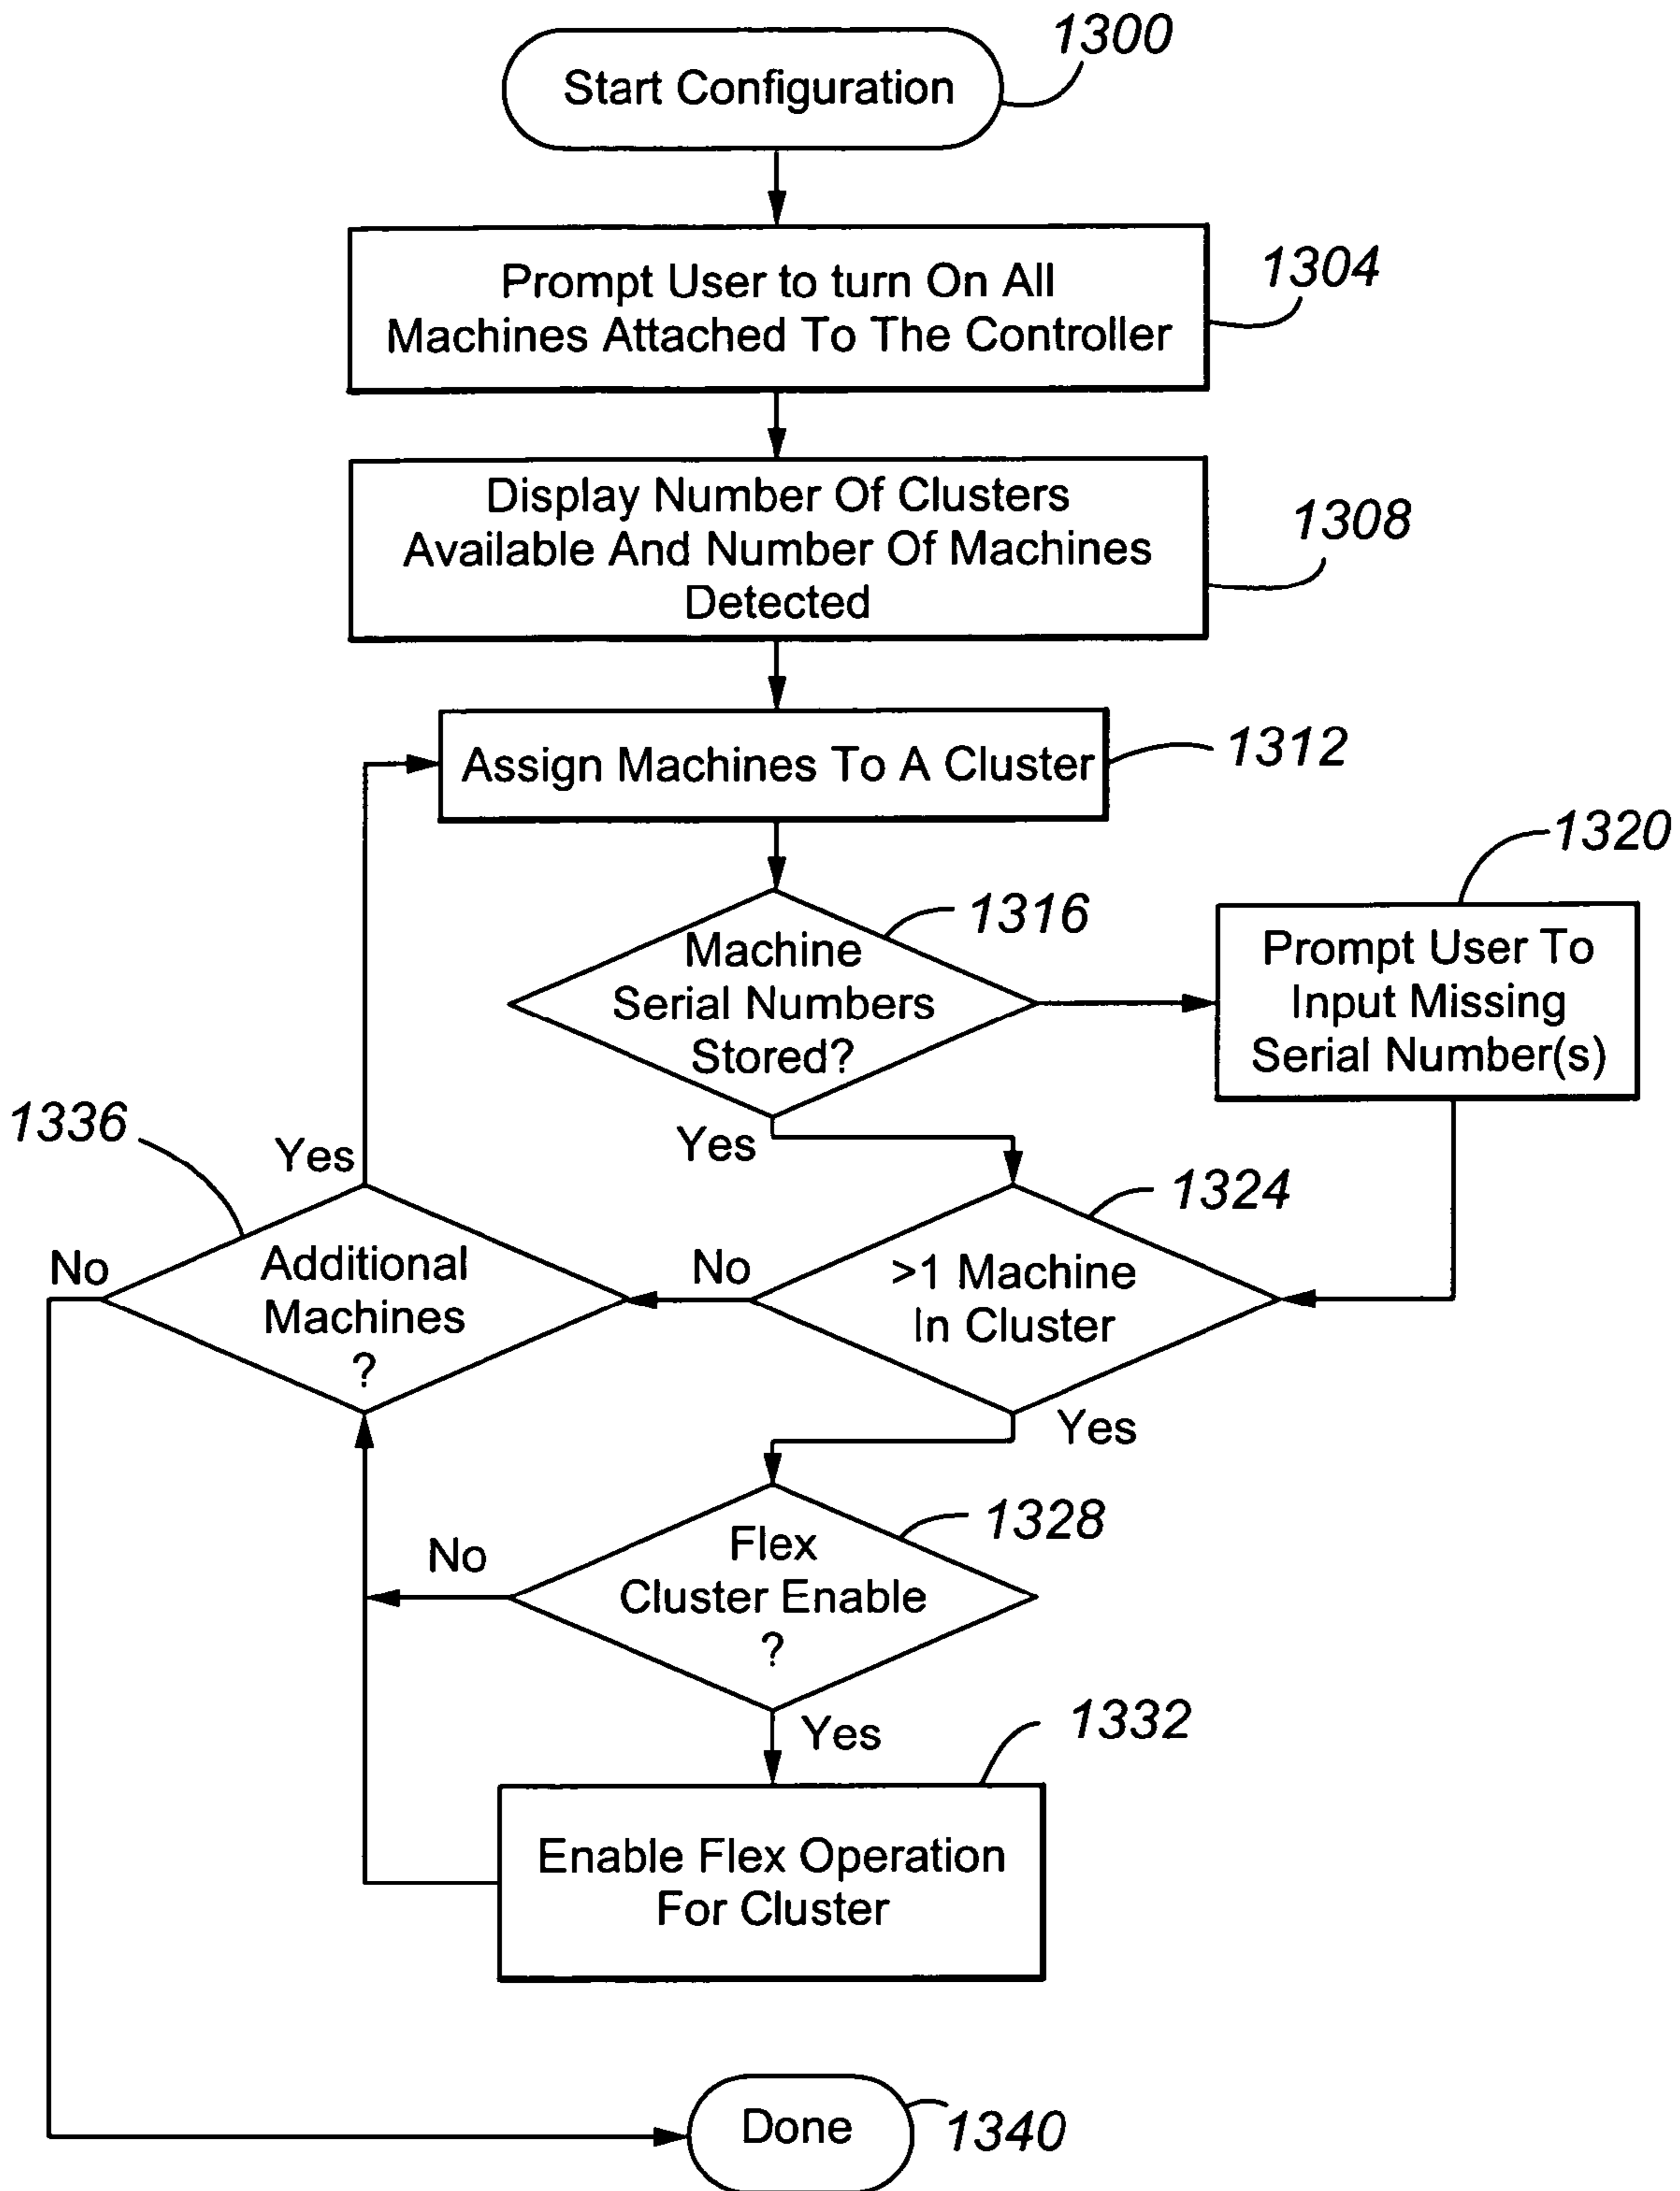 1300
Start Configuration
1304
Prompt User to turn On All
Machines Attached To The Controller
1308
Display Number Of Clusters
Available And Number Of Machines
Detected
1312
Assign Machines To A Cluster
1316
Machine
Serial Numbers
Stored?
1320
Prompt User To
Input Missing
Serial Number(s)
Yes
1324
>1 Machine
In Cluster
No
1336
Yes
Additional
Machines
?
No
Yes
1328
Flex
Cluster Enable
?
No
Yes
1332
Enable Flex Operation
For Cluster
Done
1340